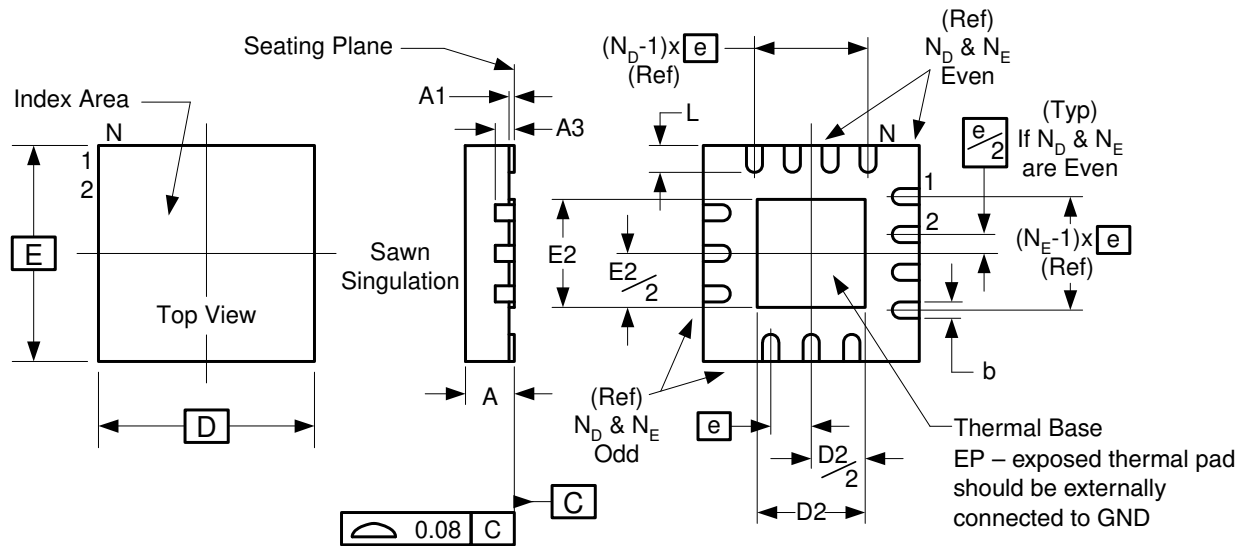 Seating Plane
Index Area
A1
A3
N
1
2
E
Top View
D
Sawn
Singulation
A
C
0.08 C
(N_D-1)x e
(Ref)
(Ref)
N_D & N_E
Even
L
N
e/2
(Typ)
If N_D & N_E
are Even
1
2
(N_E-1)x e
(Ref)
E2
E2/2
b
(Ref)
N_D & N_E
Odd
e
D2/2
D2
Thermal Base
EP – exposed thermal pad
should be externally
connected to GND